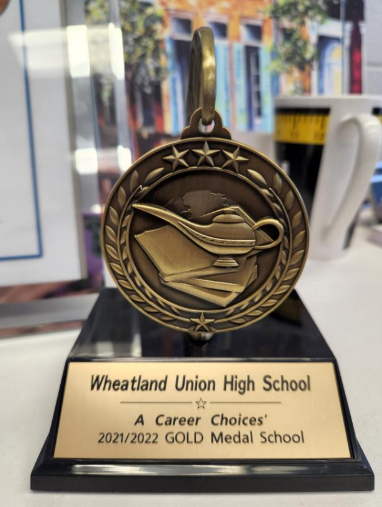 Wheatland Union High School
A Career Choices'
2021/2022 GOLD Medal School